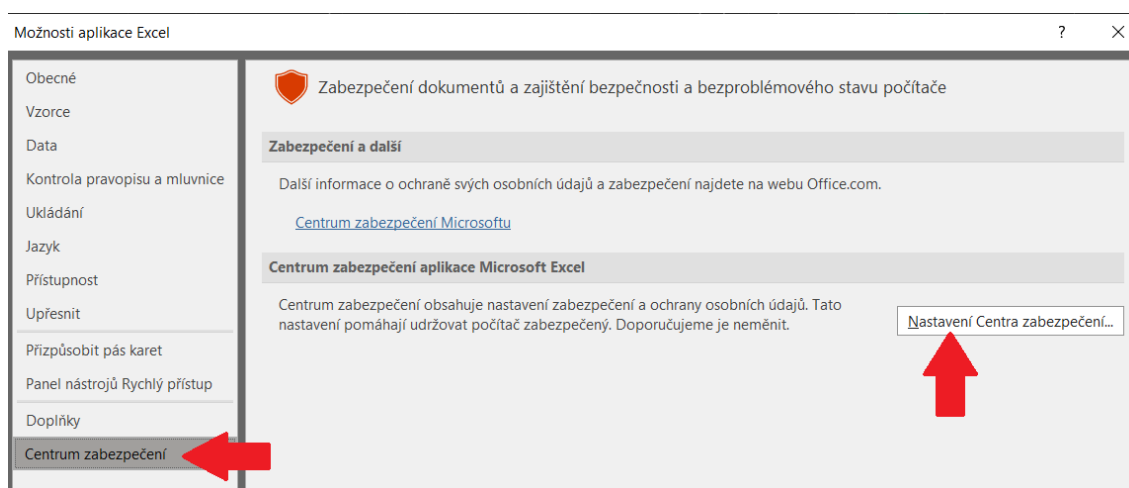 Možnosti aplikace Excel
?
Obecné
Vzorce
Data
Kontrola pravopisu a mluvnice
Ukládání
Jazyk
Přístupnost
Upřesnit
Přizpůsobit pás karet
Panel nástrojů Rychlý přístup
Doplňky
Centrum zabezpečení
Zabezpečení dokumentů a zajištění bezpečnosti a bezproblémového stavu počítače
Zabezpečení a další
Další informace o ochraně svých osobních údajů a zabezpečení najdete na webu Office.com.
Centrum zabezpečení Microsoftu
Centrum zabezpečení aplikace Microsoft Excel
Centrum zabezpečení obsahuje nastavení zabezpečení a ochrany osobních údajů. Tato
nastavení pomáhají udržovat počítač zabezpečený. Doporučujeme je neměnit.
Nastavení Centra zabezpečení...